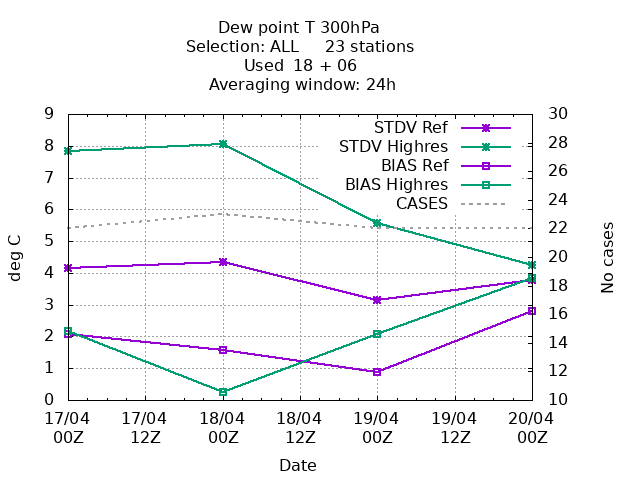 Dew point T 300hPa
Selection: ALL 23 stations
Used 18 + 06
Averaging window: 24h
9
8
7
6
5
4
3
2
1
0
deg C
30
28
26
24
22
20
18
16
14
12
10
No cases
STDV Ref
STDV Highres
BIAS Ref
BIAS Highres
CASES
17/04 17/04 18/04 18/04 19/04 19/04 20/04
00Z 12Z 00Z 12Z 00Z 12Z 00Z
Date